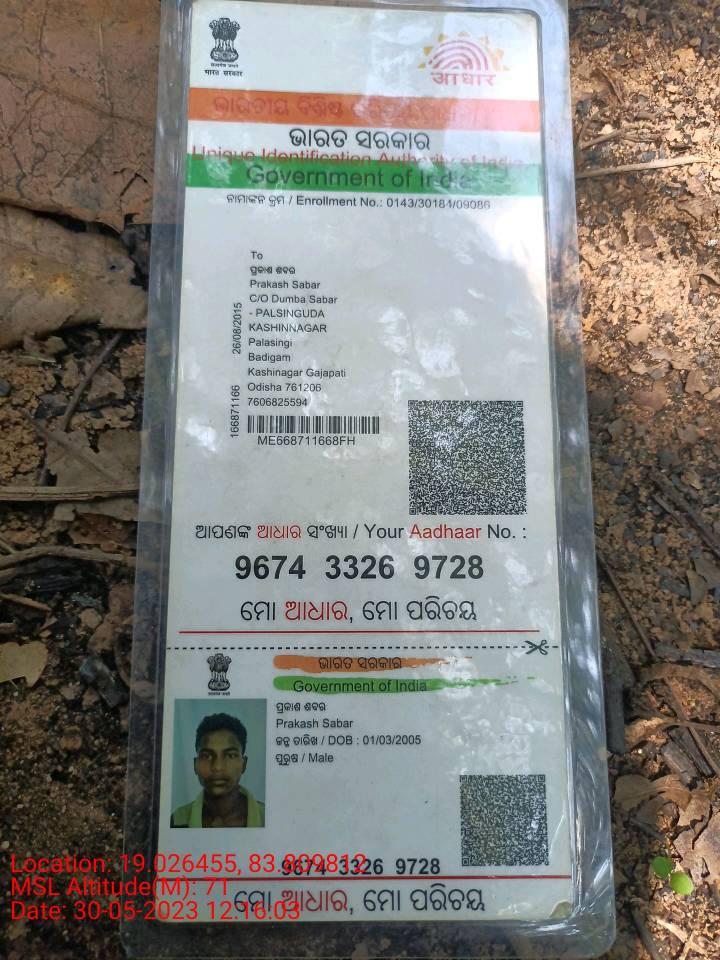 भारत सरकार
आधार
ଭାରତ ସରକାର
Unique Identification Authority of India
Government of India
ନାମାଙ୍କନ କ୍ରମ / Enrollment No.: 0143/30184/09086
To
ପ୍ରକାଶ ଶବର
Prakash Sabar
C/O Dumba Sabar
- PALSINGUDA
KASHINNAGAR
Palasingi
Badigam
Kashinagar Gajapati
Odisha 761206
7606825594
26/08/2015
166871166
ME668711668FH
ଆପଣଙ୍କ ଆଧାର ସଂଖ୍ୟା / Your Aadhaar No. :
9674 3326 9728
ମୋ ଆଧାର, ମୋ ପରିଚୟ
ଭାରତ ସରକାର
Government of India
ପ୍ରକାଶ ଶବର
Prakash Sabar
ଜନ୍ମ ତାରିଖ / DOB : 01/03/2005
ପୁରୁଷ / Male
9674 3326 9728
ମୋ ଆଧାର, ମୋ ପରିଚୟ
Location: 19.026455,
MSL Altitude(M): 71
Date: 30-05-2023 12.16.03